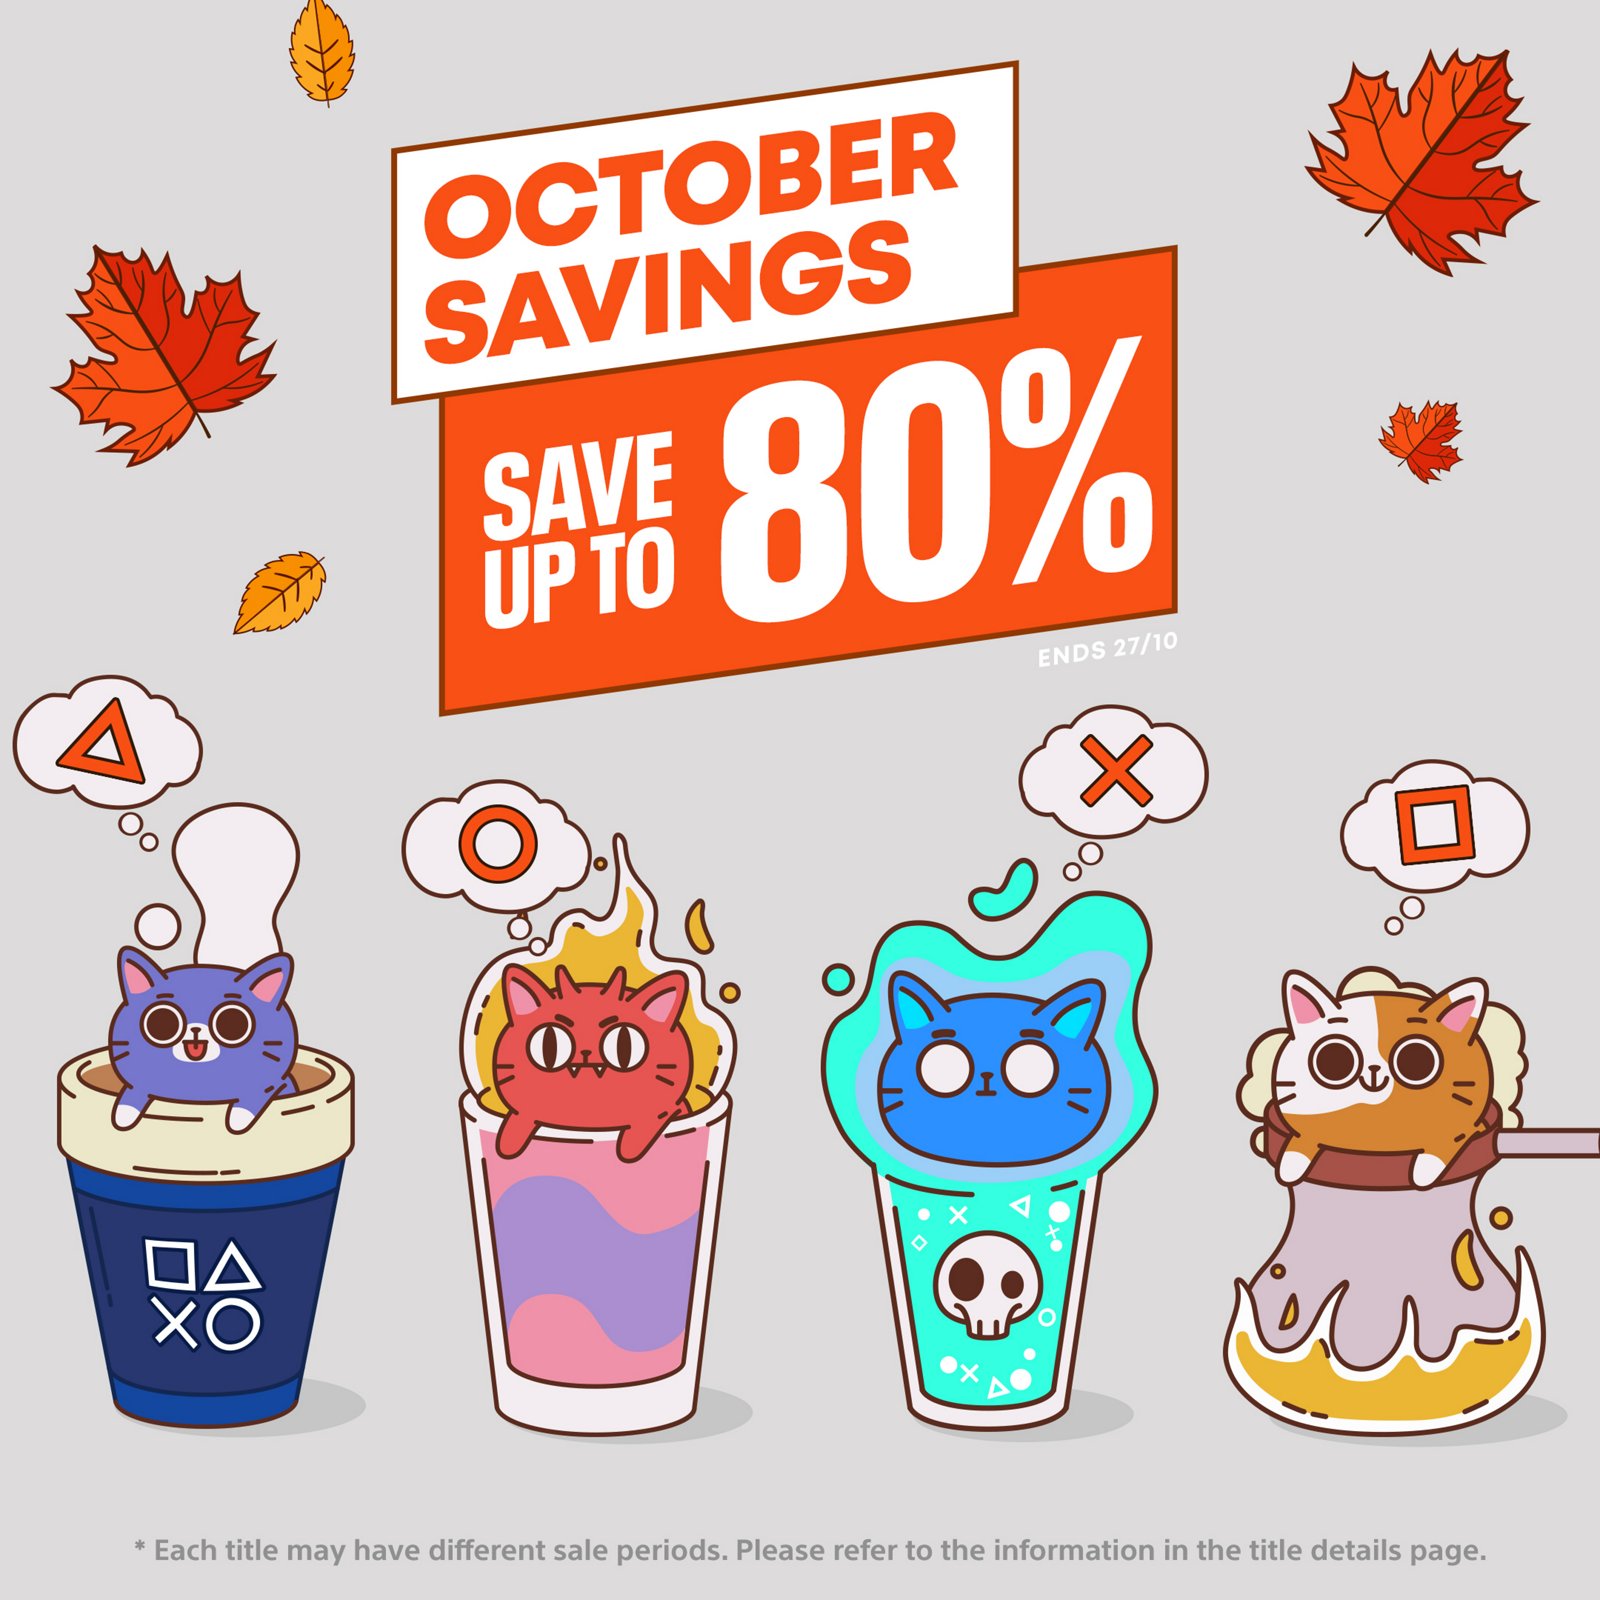 OCTOBER
SAVINGS
SAVE
UP TO
80%
ENDS 27/10
* Each title may have different sale periods. Please refer to the information in the title details page.